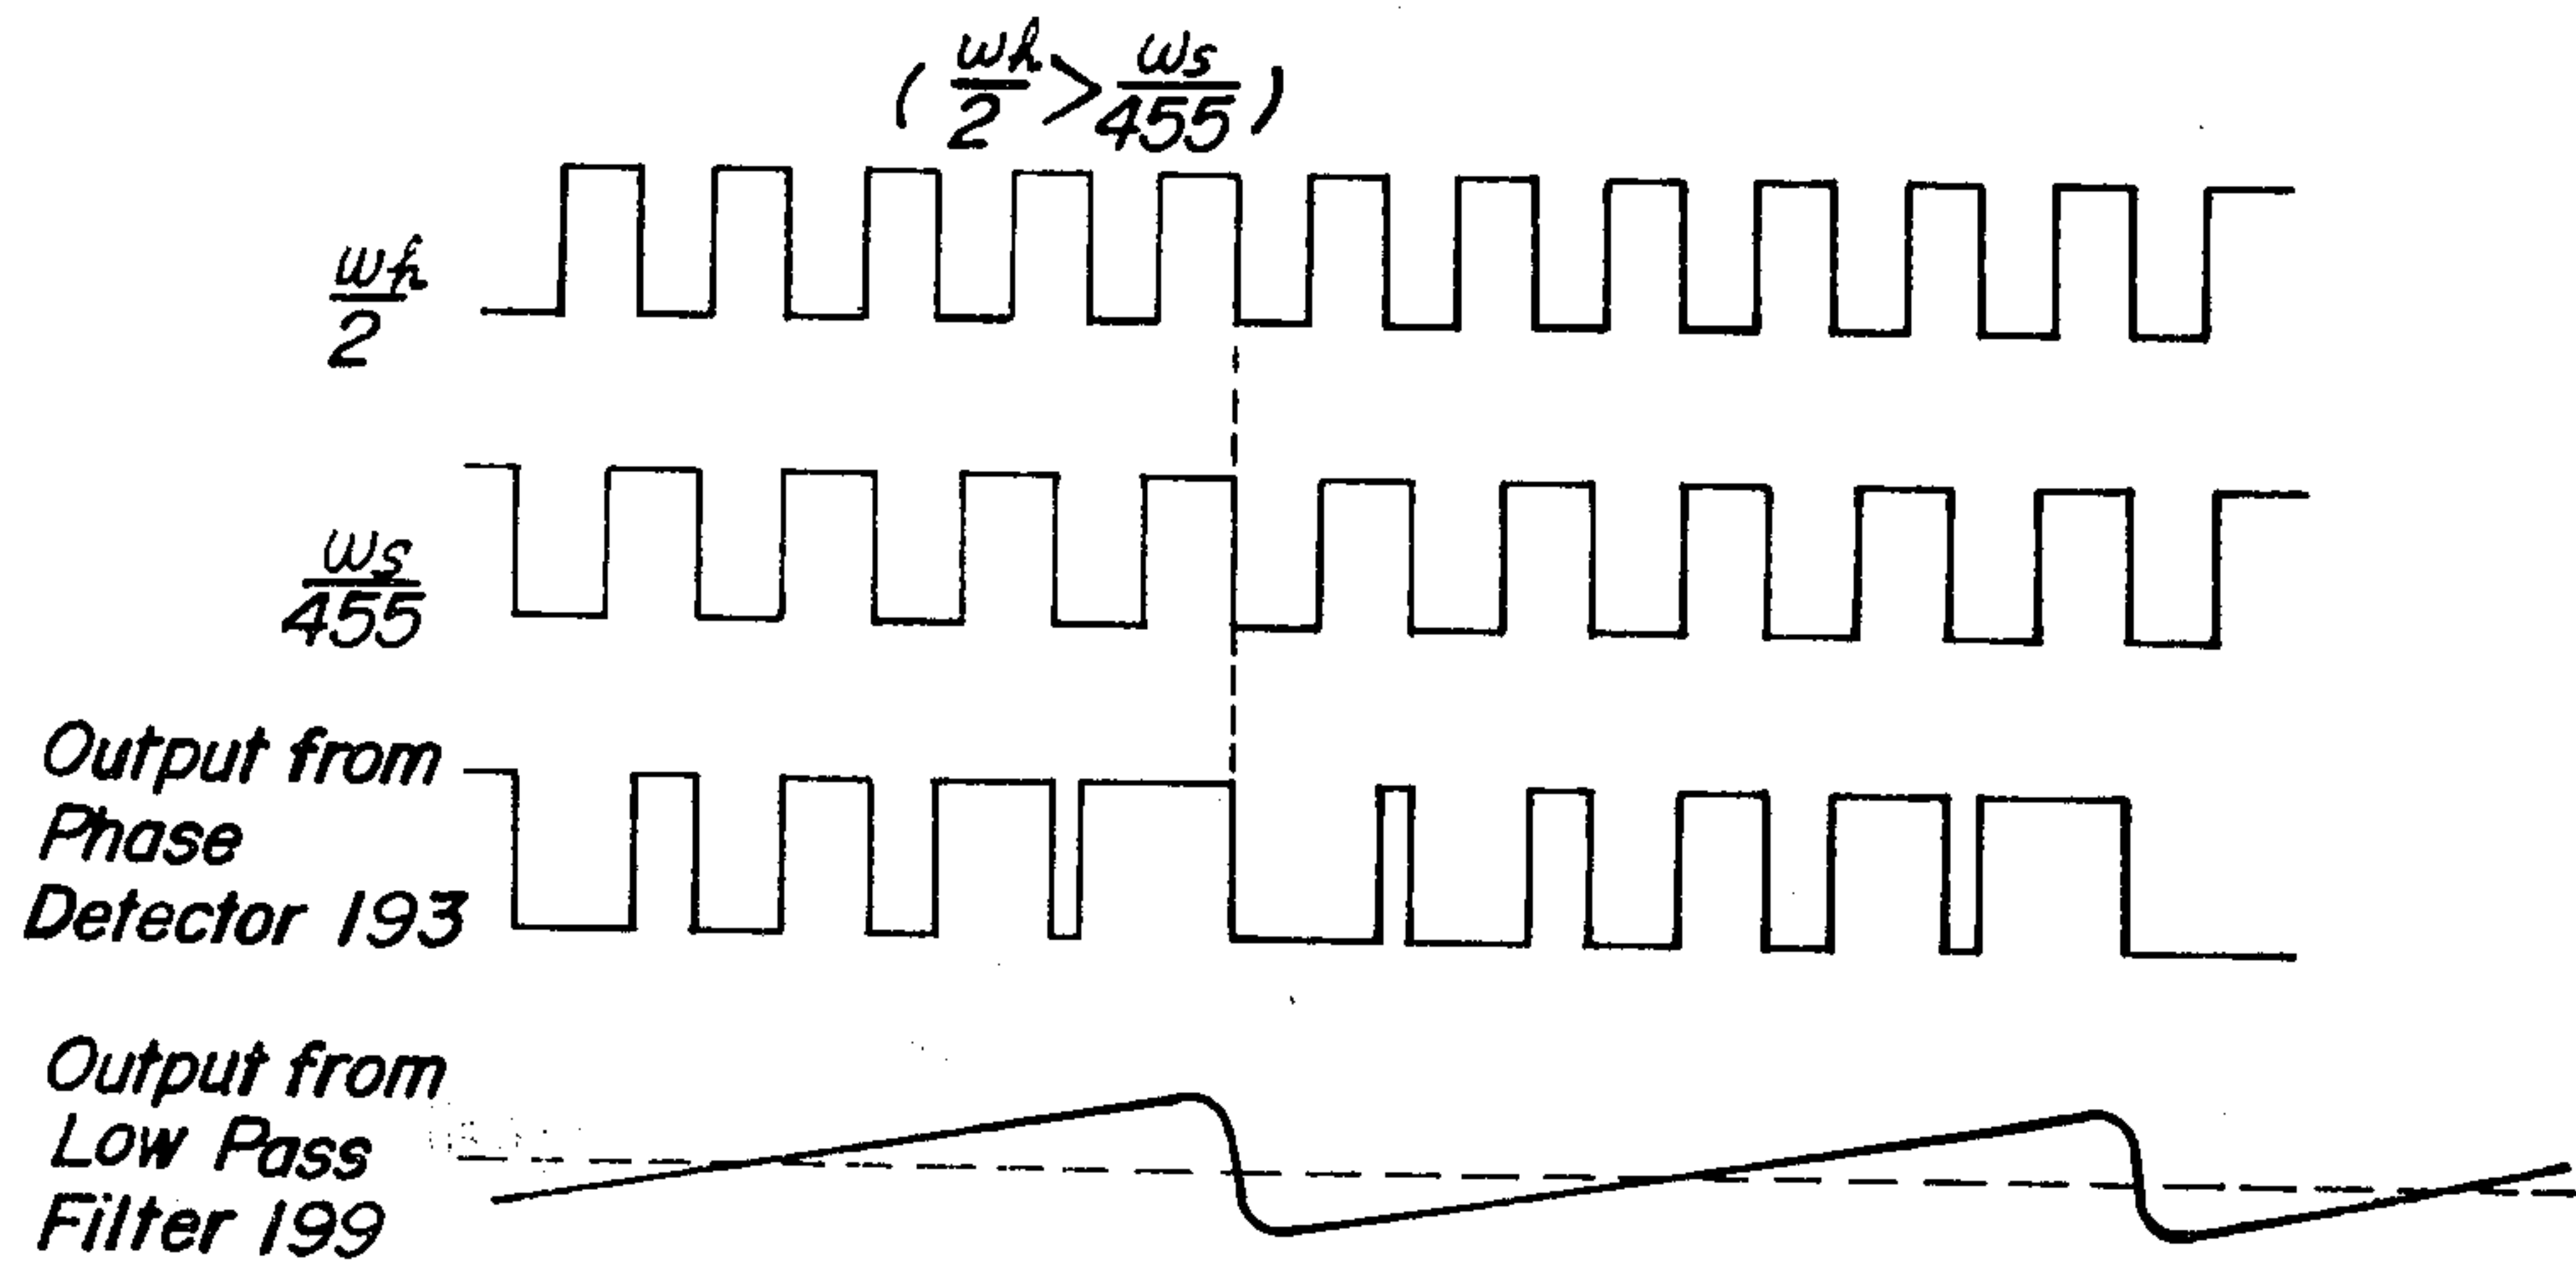 (wh/2 > ws/455)
wh/2
ws/455
Output from
Phase
Detector 193
Output from
Low Pass
Filter 199